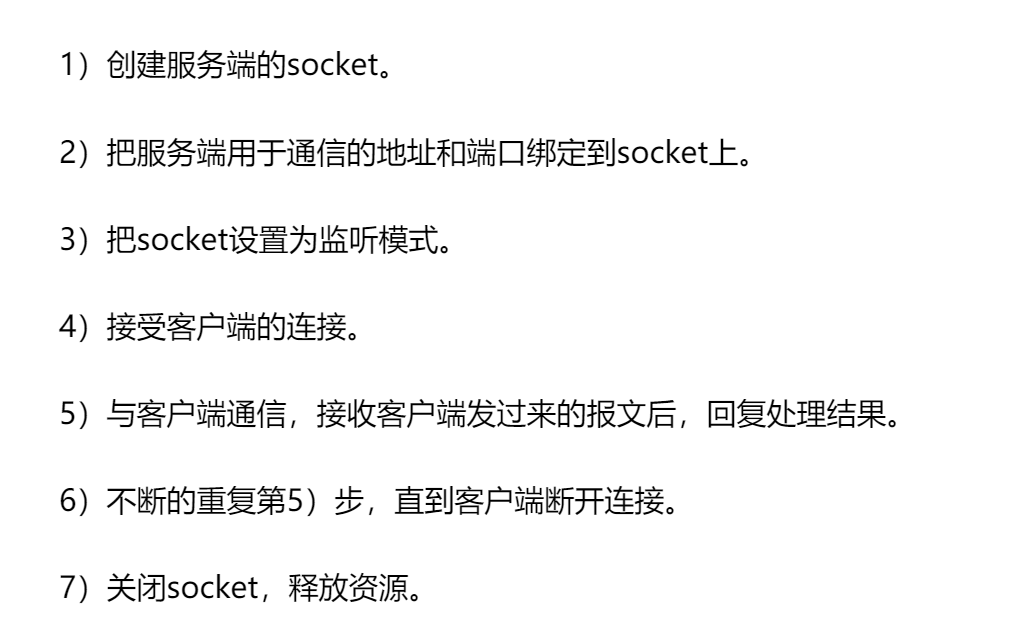 1）创建服务端的socket。
2）把服务端用于通信的地址和端口绑定到socket上。
3）把socket设置为监听模式。
4）接受客户端的连接。
5）与客户端通信，接收客户端发过来的报文后，回复处理结果。
6）不断的重复第5）步，直到客户端断开连接。
7）关闭socket，释放资源。